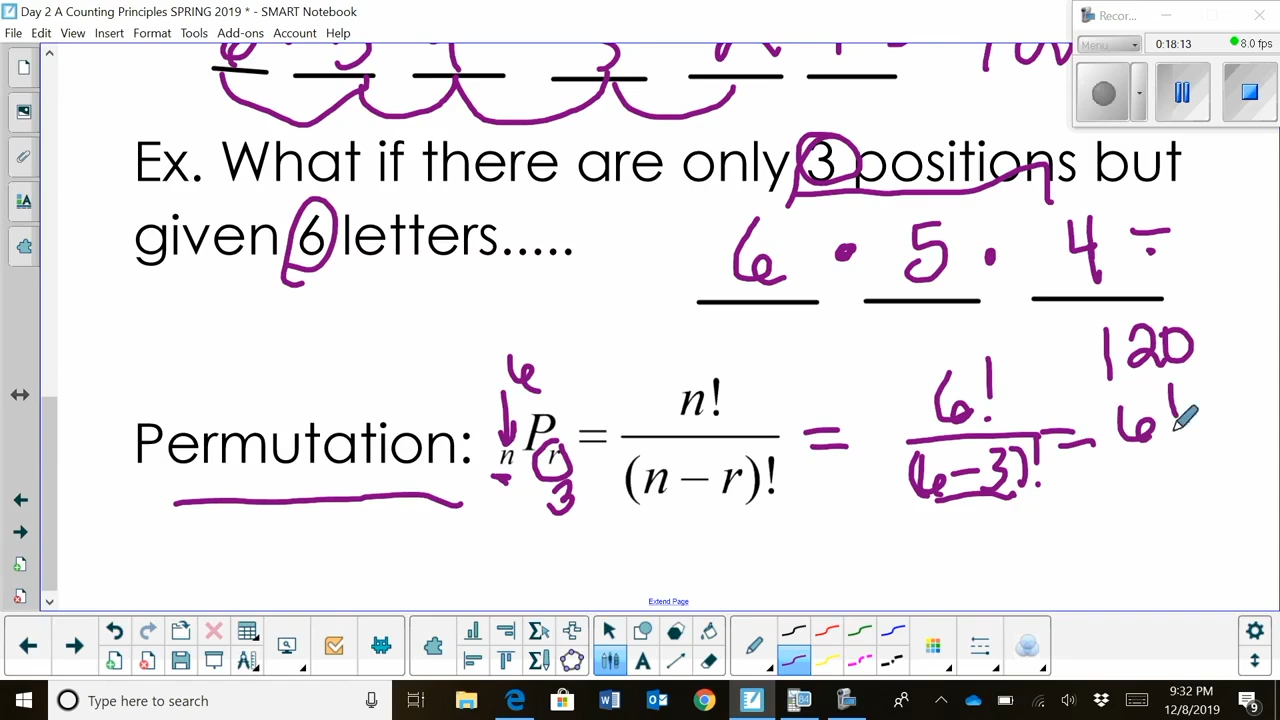 Day 2 A Counting Principles SPRING 2019 * - SMART Notebook
File Edit View Insert Format Tools Add-ons Account Help
Recor...
Menu
0:18:13
8.0 fps
Ex. What if there are only 3 positions but
given 6 letters.....
6 · 5 · 4 =
120
6
Permutation: nPr = n! / (n − r)! = 6! / (6-3)! = 6!
3
Extend Page
Type here to search
9:32 PM
12/8/2019
9